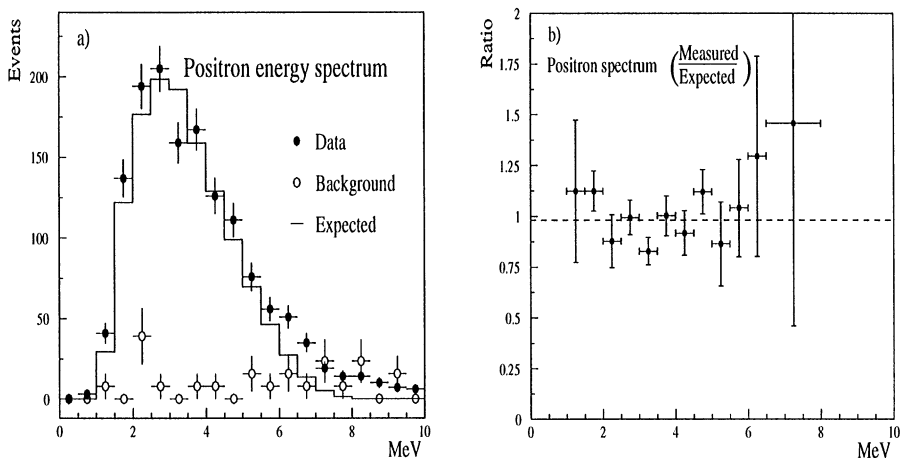 a)
Events
Positron energy spectrum
Data
Background
Expected
200
150
100
50
0
0 2 4 6 8 10
MeV
b)
Ratio
Positron spectrum (Measured
Expected)
2
1.75
1.5
1.25
1
0.75
0.5
0.25
0
0 2 4 6 8 10
MeV